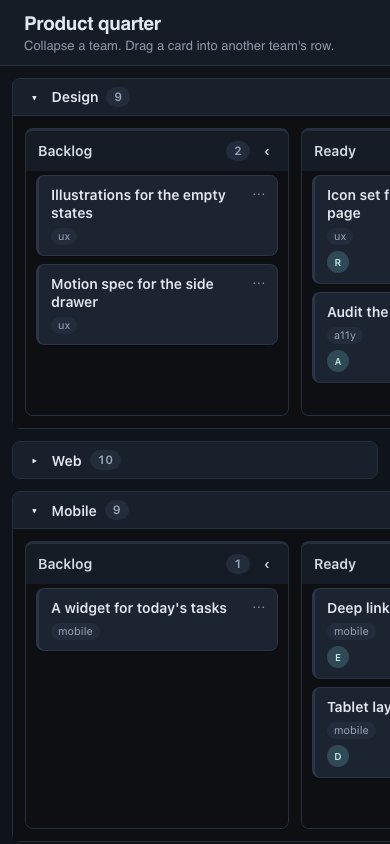 Product quarter
Collapse a team. Drag a card into another team's row.
Design 9
Backlog 2
Illustrations for the empty
states
ux
Motion spec for the side
drawer
ux
Ready
Icon set f
page
ux
R
Audit the
a11y
A
Web 10
Mobile 9
Backlog 1
A widget for today's tasks
mobile
Ready
Deep link
mobile
E
Tablet lay
mobile
D